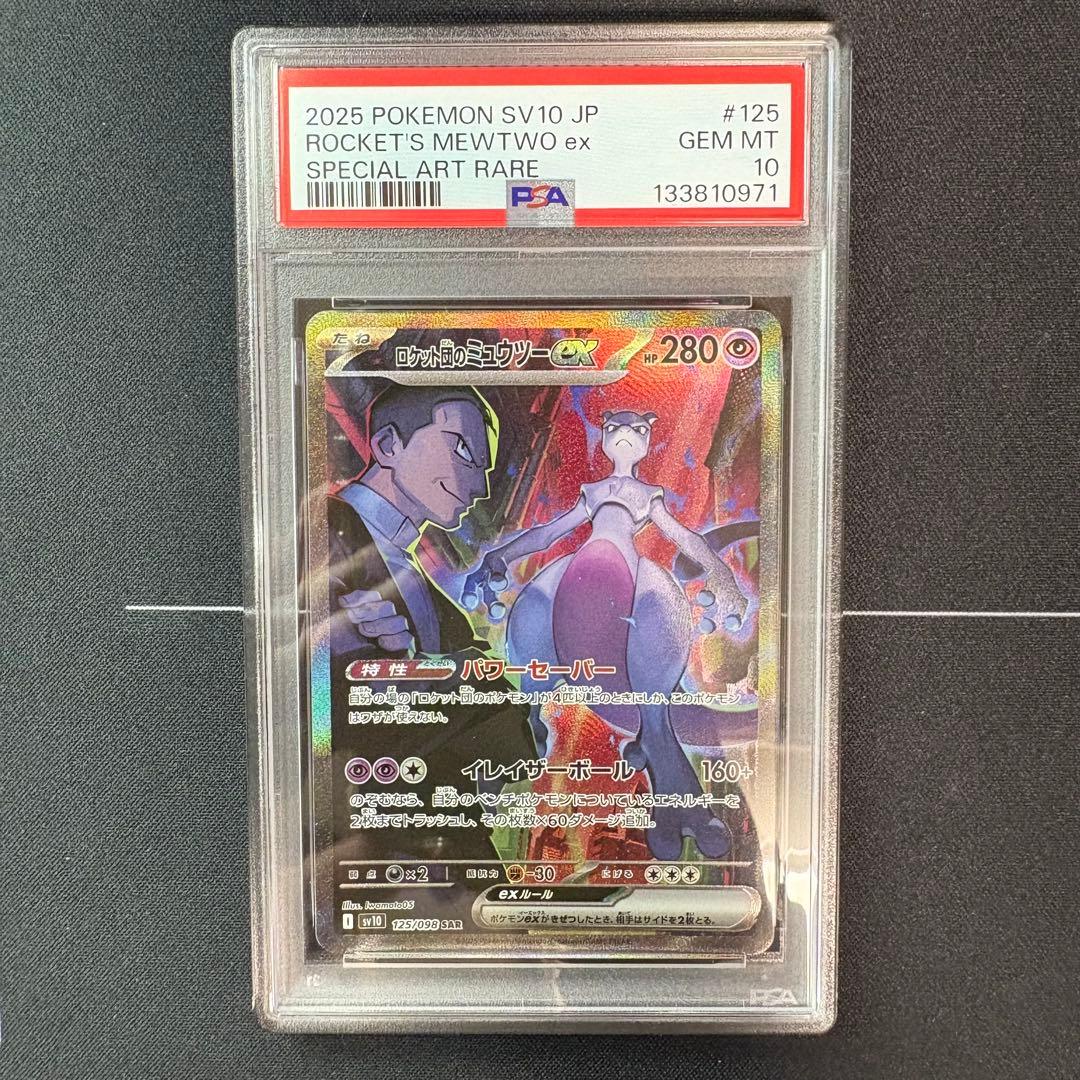 2025 POKEMON SV10 JP #125
ROCKET'S MEWTWO ex GEM MT
SPECIAL ART RARE 10
PSA 133810971
たね ロケット団のミュウツーex HP280
特性 とくせい パワーセーバー
自分の場の「ロケット団のポケモン」が4匹以上のときにしか、このポケモン
はワザが使えない。
イレイザーボール 160+
のぞむなら、自分のベンチポケモンについているエネルギーを
2枚までトラッシュし、その枚数×60ダメージ追加。
弱点 ×2 抵抗力 -30 にげる
exルール
ポケモンexがきぜつしたとき、相手はサイドを2枚とる。
Illus. Iwamoto05
I sv10 125/098 SAR
PSA